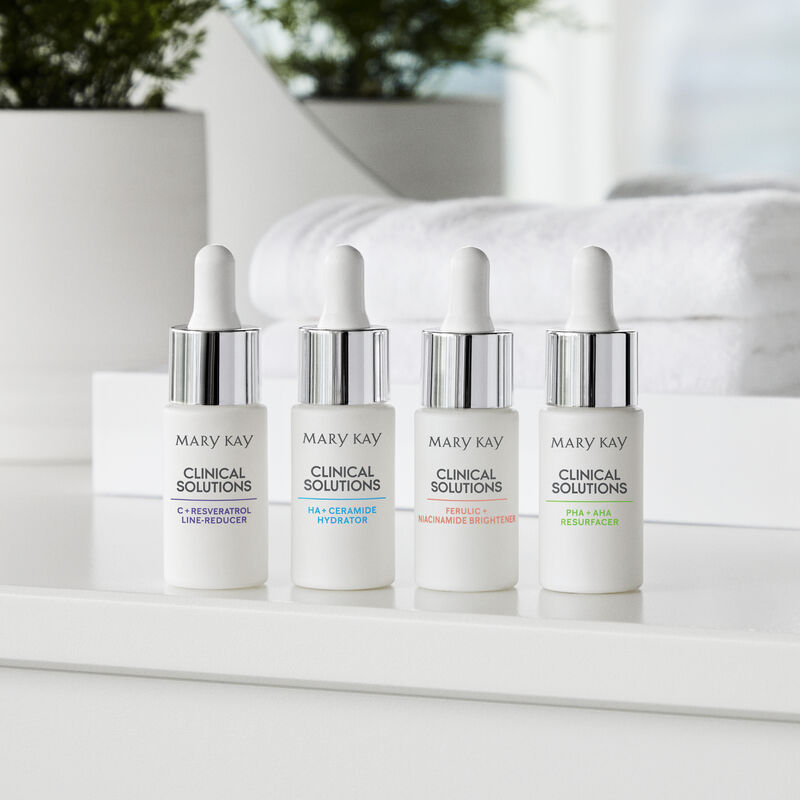 MARY KAY
CLINICAL
SOLUTIONS
C+RESVERATROL
LINE-REDUCER
MARY KAY
CLINICAL
SOLUTIONS
HA+ CERAMIDE
HYDRATOR
MARY KAY
CLINICAL
SOLUTIONS
FERULIC +
NIACINAMIDE BRIGHTENER
MARY KAY
CLINICAL
SOLUTIONS
PHA + AHA
RESURFACER